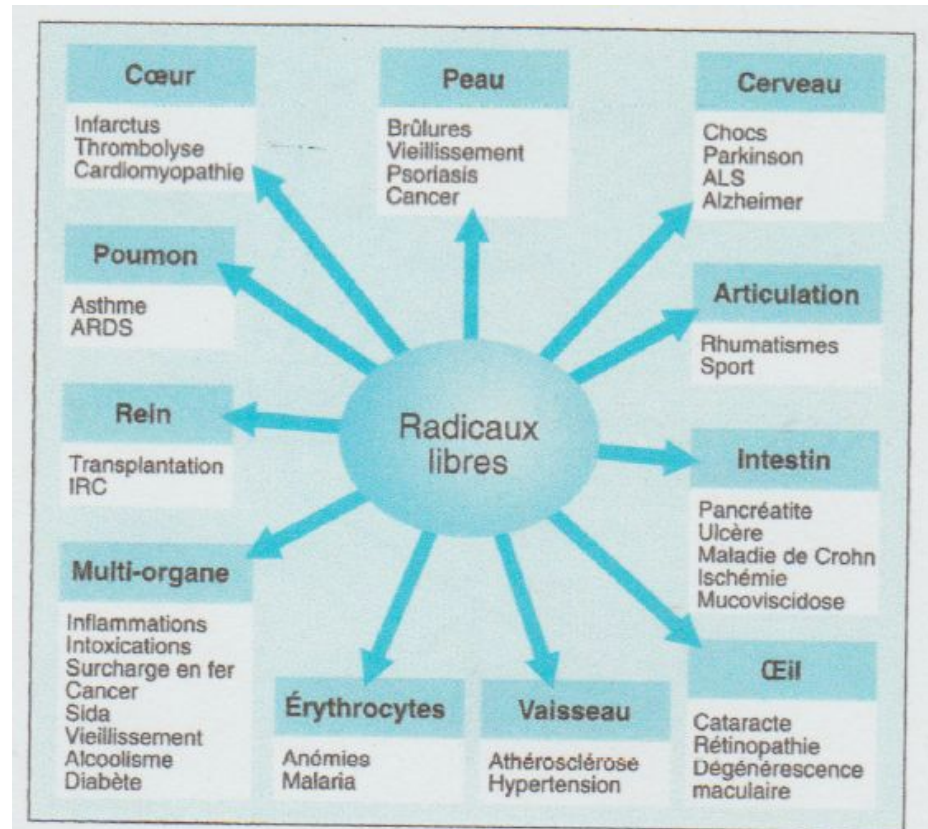 Cœur
Infarctus
Thrombolyse
Cardiomyopathie
Peau
Brûlures
Vieillissement
Psoriasis
Cancer
Cerveau
Chocs
Parkinson
ALS
Alzheimer
Poumon
Asthme
ARDS
Articulation
Rhumatismes
Sport
Radicaux
libres
Rein
Transplantation
IRC
Intestin
Pancréatite
Ulcère
Maladie de Crohn
Ischémie
Mucoviscidose
Multi-organe
Inflammations
Intoxications
Surcharge en fer
Cancer
Sida
Vieillissement
Alcoolisme
Diabète
Érythrocytes
Anómies
Malaria
Vaisseau
Athérosclérose
Hypertension
Œil
Cataracte
Rétinopathie
Dégénérescence
maculaire